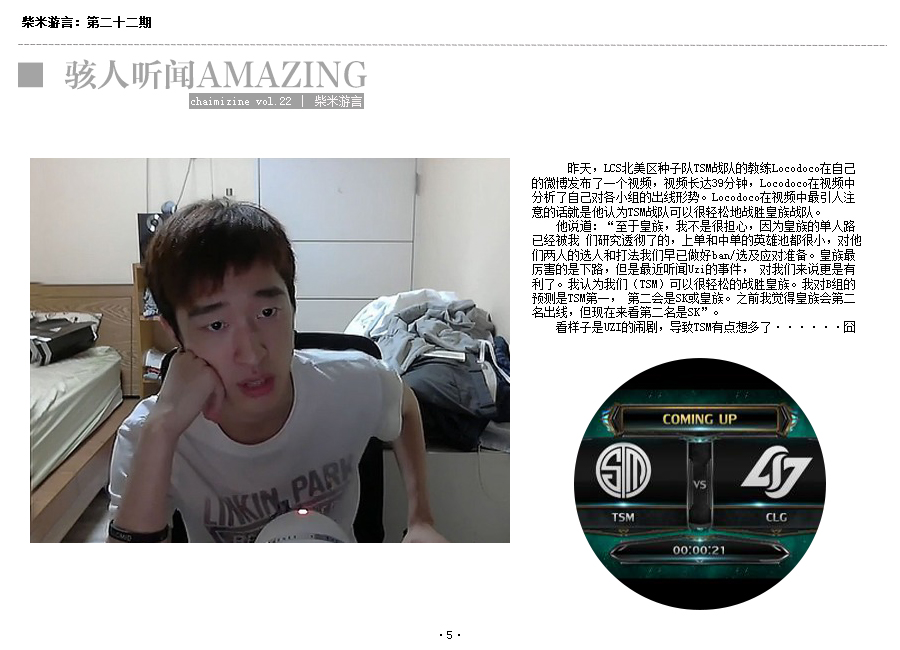 柴米游言：第二十二期
骇人听闻AMAZING
chaimizine vol.22 | 柴米游言
昨天，LCS北美区种子队TSM战队的教练Locodoco在自己
的微博发布了一个视频，视频长达39分钟，Locodoco在视频中
分析了自己对各小组的出线形势。Locodoco在视频中最引人注
意的话就是他认为TSM战队可以很轻松地战胜皇族战队。
他说道：“至于皇族，我不是很担心，因为皇族的单人路
已经被我 们研究透彻了的，上单和中单的英雄池都很小，对他
们两人的选人和打法我们早已做好ban/选及应对准备。皇族最
厉害的是下路，但是最近听闻Uzi的事件， 对我们来说更是有
利了。我认为我们（TSM）可以很轻松的战胜皇族。我对B组的
预测是TSM第一， 第二会是SK或皇族。之前我觉得皇族会第二
名出线，但现在来看第二名是SK”。
看样子是UZI的闹剧，导致TSM有点想多了······囧
LINKIN PARK
COMING UP
TSM
VS
CLG
00:00:21
·5·